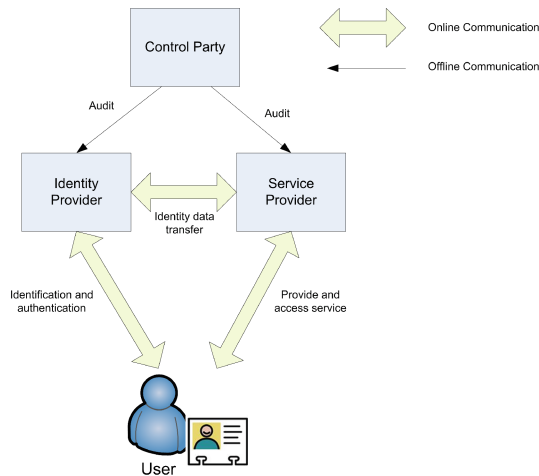 Control Party
Online Communication
Offline Communication
Audit
Audit
Identity
Provider
Service
Provider
Identity data
transfer
Identification and
authentication
Provide and
access service
User